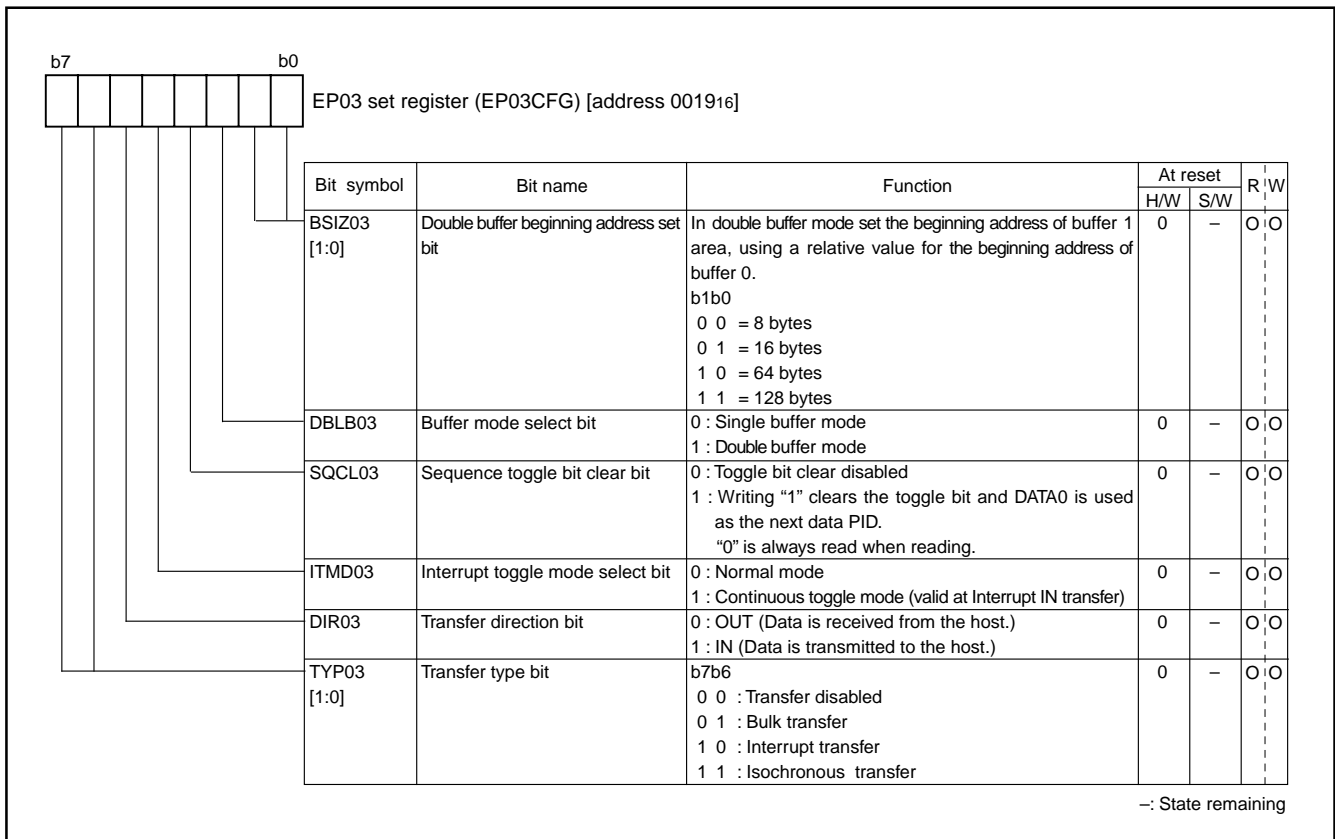 b7 b0
EP03 set register (EP03CFG) [address 001916]
Bit symbol Bit name Function At reset R W
H/W S/W
BSIZ03 Double buffer beginning address set In double buffer mode set the beginning address of buffer 1 0 – O O
[1:0] bit area, using a relative value for the beginning address of
buffer 0.
b1b0
0 0 = 8 bytes
0 1 = 16 bytes
1 0 = 64 bytes
1 1 = 128 bytes
DBLB03 Buffer mode select bit 0 : Single buffer mode 0 – O O
1 : Double buffer mode
SQCL03 Sequence toggle bit clear bit 0 : Toggle bit clear disabled 0 – O O
1 : Writing “1” clears the toggle bit and DATA0 is used
as the next data PID.
“0” is always read when reading.
ITMD03 Interrupt toggle mode select bit 0 : Normal mode 0 – O O
1 : Continuous toggle mode (valid at Interrupt IN transfer)
DIR03 Transfer direction bit 0 : OUT (Data is received from the host.) 0 – O O
1 : IN (Data is transmitted to the host.)
TYP03 Transfer type bit b7b6 0 – O O
[1:0] 0 0 : Transfer disabled
0 1 : Bulk transfer
1 0 : Interrupt transfer
1 1 : Isochronous transfer
–: State remaining